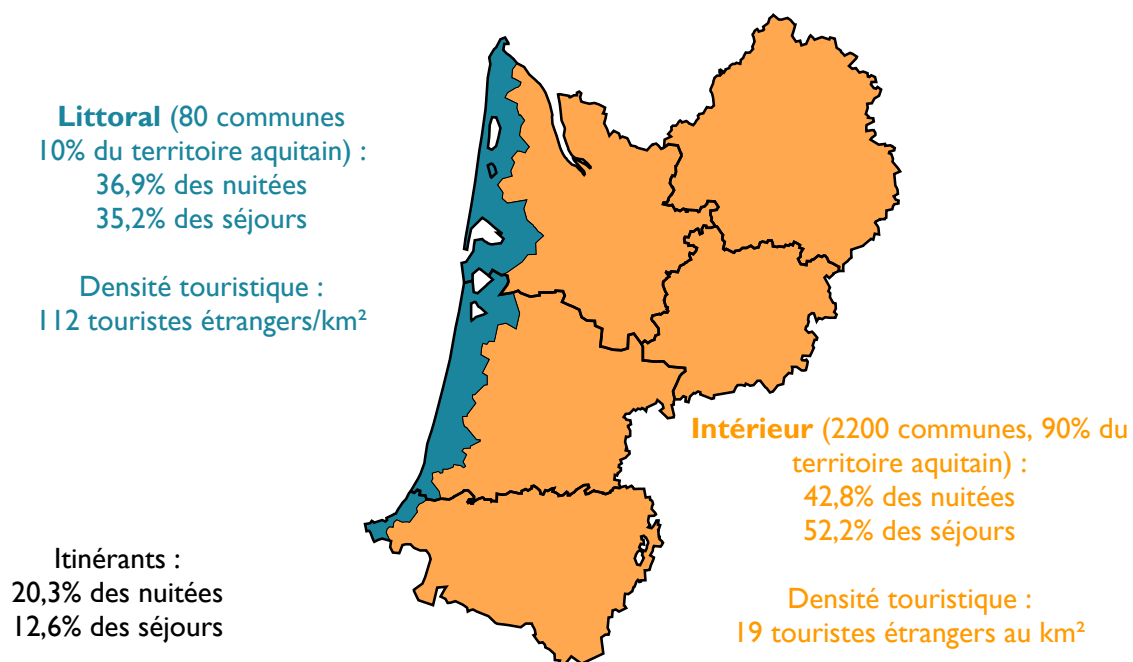 Littoral (80 communes
10% du territoire aquitain) :
36,9% des nuitées
35,2% des séjours
Densité touristique :
112 touristes étrangers/km²
Intérieur (2200 communes, 90% du
territoire aquitain) :
42,8% des nuitées
52,2% des séjours
Densité touristique :
19 touristes étrangers au km²
Itinérants :
20,3% des nuitées
12,6% des séjours